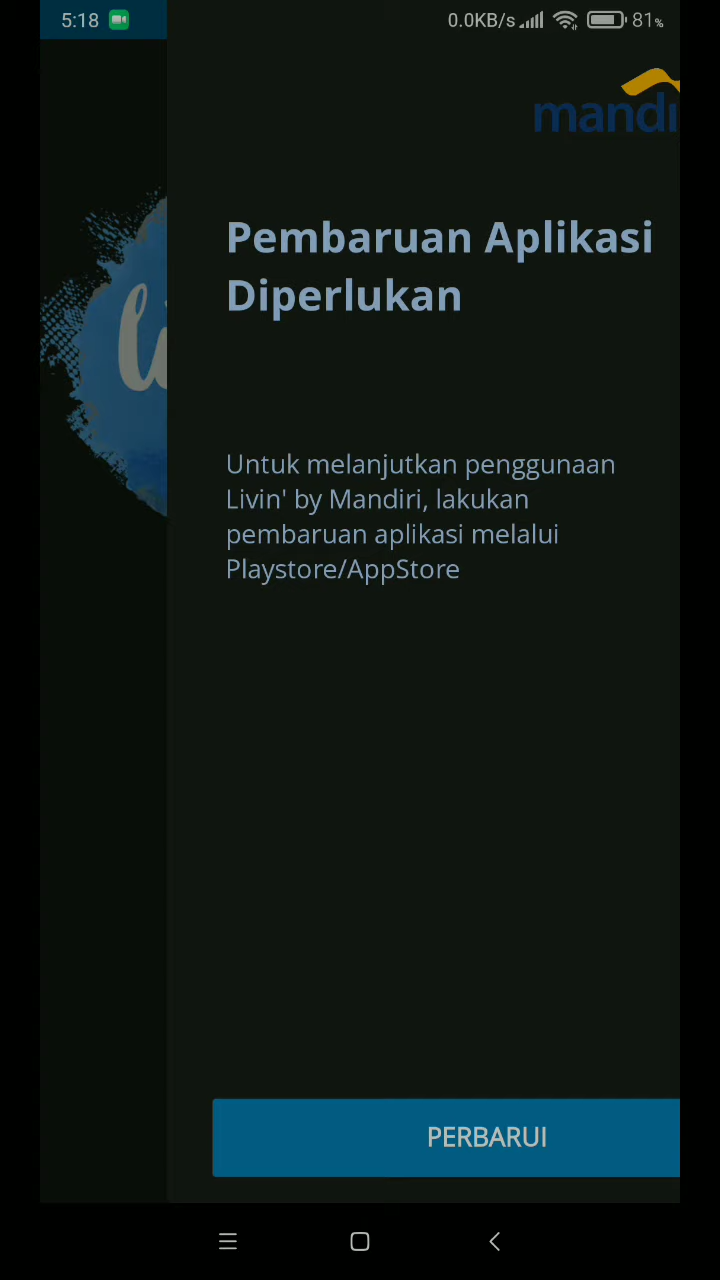 5:18 0.0KB/s 81%
mandi
Pembaruan Aplikasi
Diperlukan
li
Untuk melanjutkan penggunaan
Livin' by Mandiri, lakukan
pembaruan aplikasi melalui
Playstore/AppStore
PERBARUI